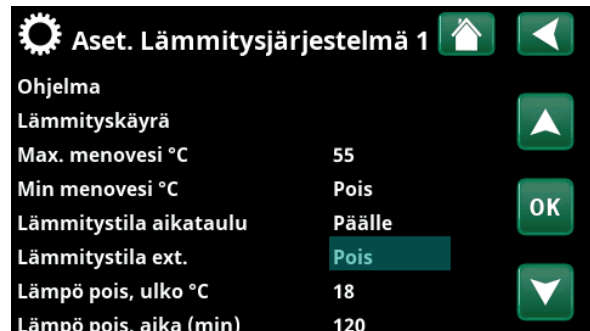 Aset. Lämmitysjärjestelmä 1
Ohjelma
Lämmityskäyrä
Max. menovesi °C 55
Min menovesi °C Pois
Lämmitystila aikataulu Päälle
Lämmitystila ext. Pois
Lämpö pois, ulko °C 18
Lämpö pois, aika (min) 120
OK